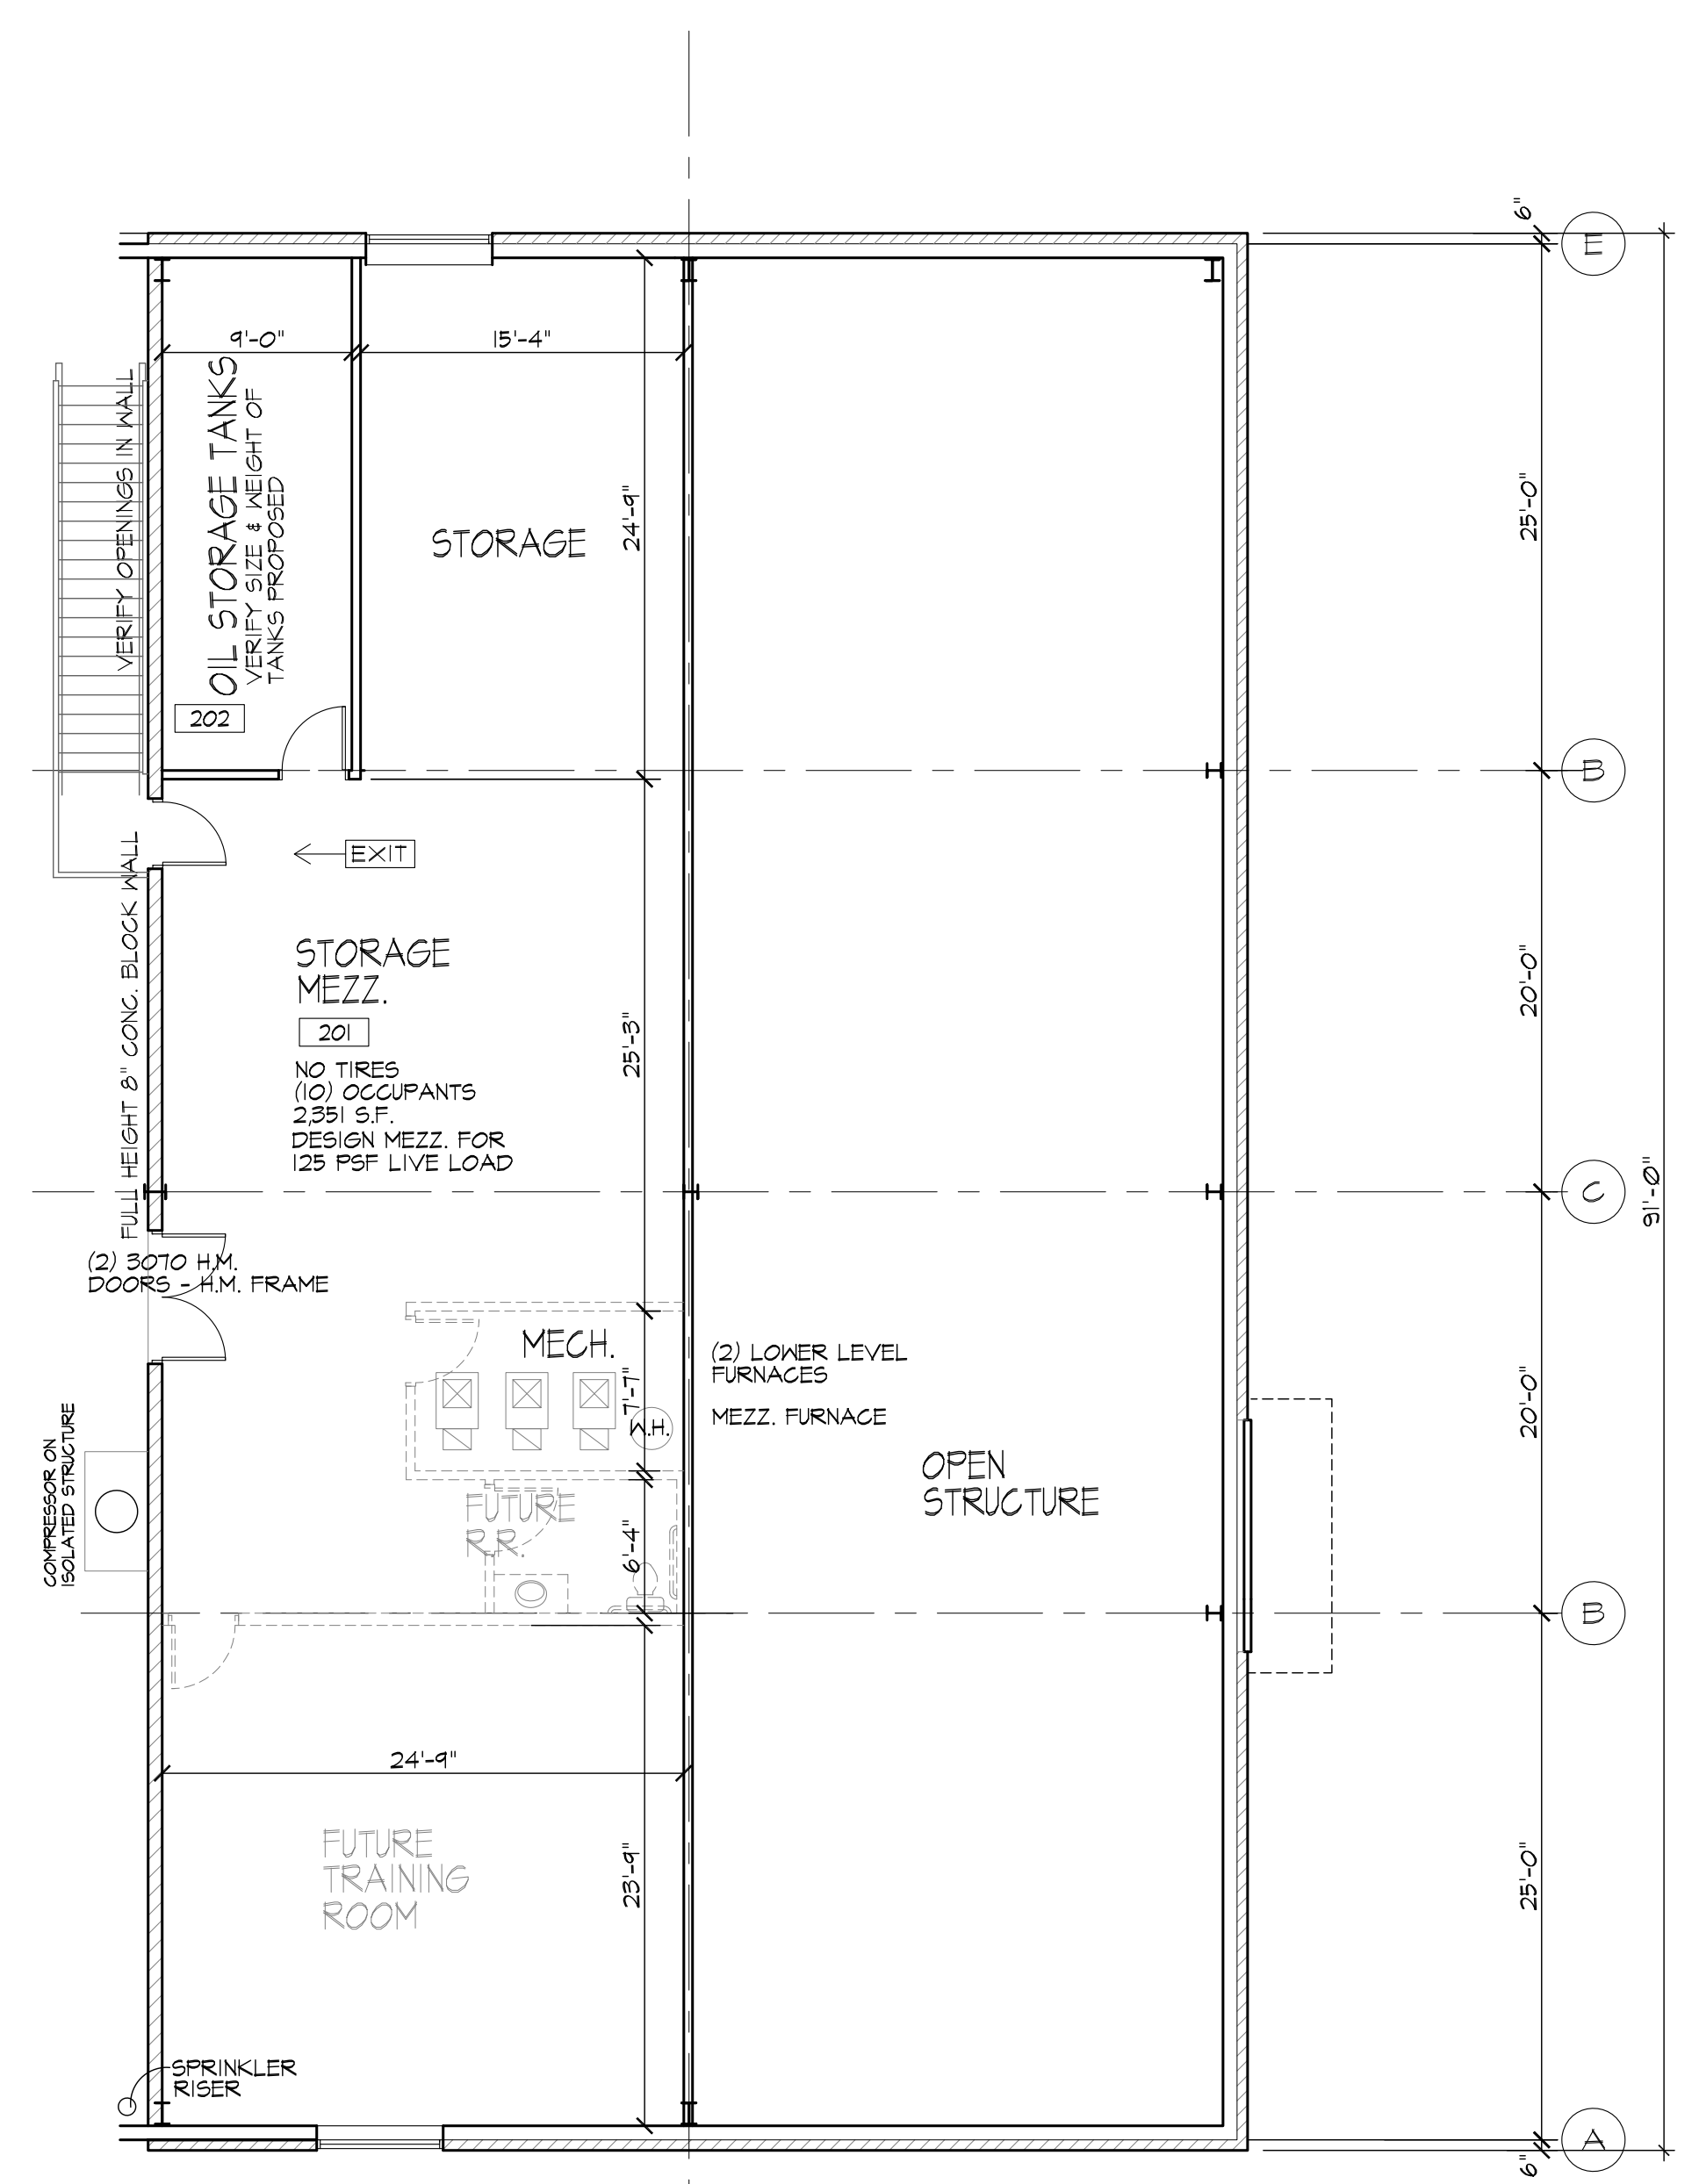 6"
E
9'-0"
15'-4"
OIL STORAGE TANKS
VERIFY SIZE & WEIGHT OF
TANKS PROPOSED
VERIFY OPENINGS IN WALL
STORAGE
24'-9"
25'-0"
202
B
EXIT
FULL HEIGHT 8" CONC. BLOCK WALL
STORAGE
MEZZ.
201
NO TIRES
(10) OCCUPANTS
2,351 S.F.
DESIGN MEZZ. FOR
125 PSF LIVE LOAD
25'-3"
20'-0"
C
91'-0"
(2) 3070 H.M.
DOORS - H.M. FRAME
MECH.
(2) LOWER LEVEL
FURNACES
MEZZ. FURNACE
7'-7"
W.H.
20'-0"
COMPRESSOR ON
ISOLATED STRUCTURE
OPEN
STRUCTURE
FUTURE
R.R.
6'-4"
B
24'-9"
FUTURE
TRAINING
ROOM
23'-9"
25'-0"
SPRINKLER
RISER
A
6"